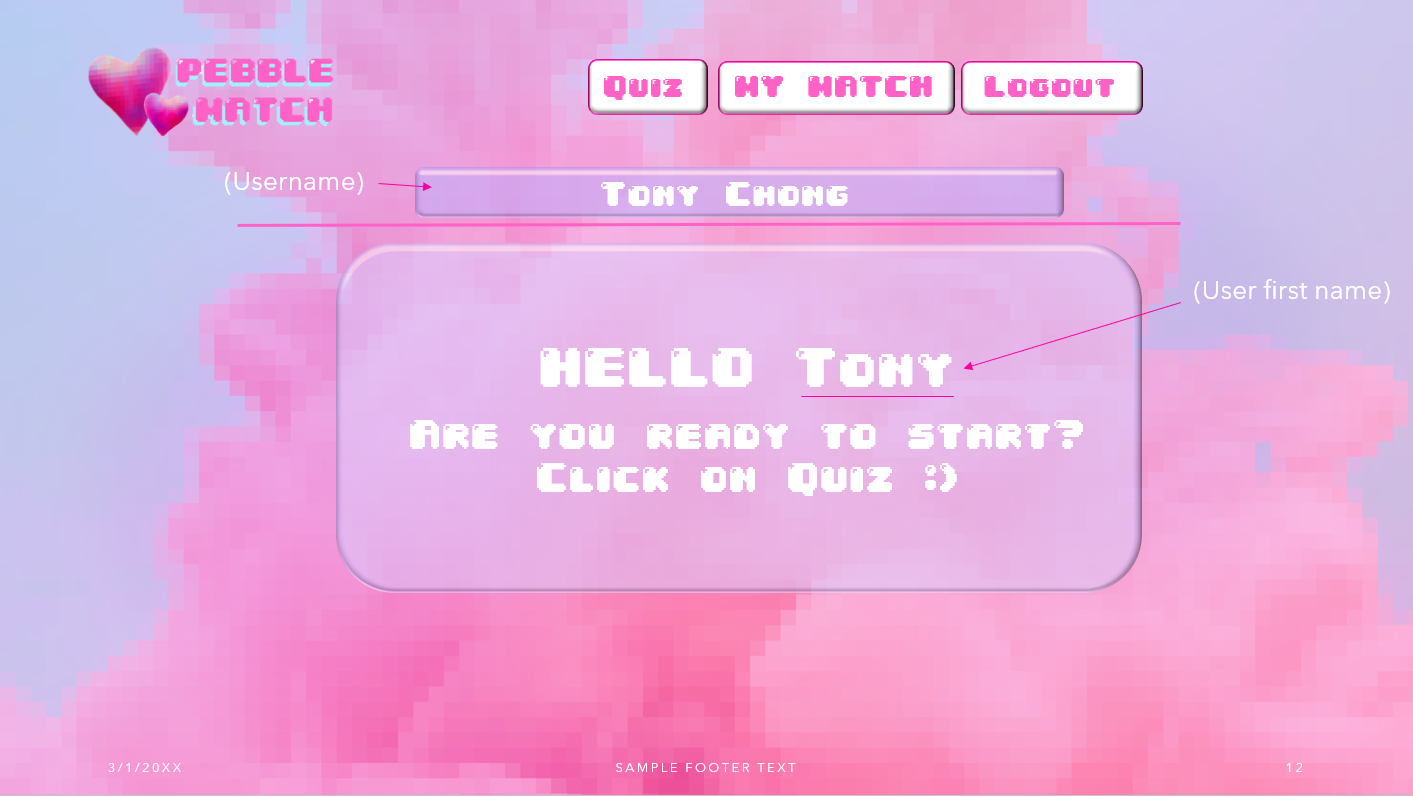 PEBBLE
MATCH
Quiz
MY MATCH
Logout
(Username)
Tony Chong
(User first name)
HELLO Tony
Are you ready to start?
Click on Quiz :)
3/1/20XX
SAMPLE FOOTER TEXT
12